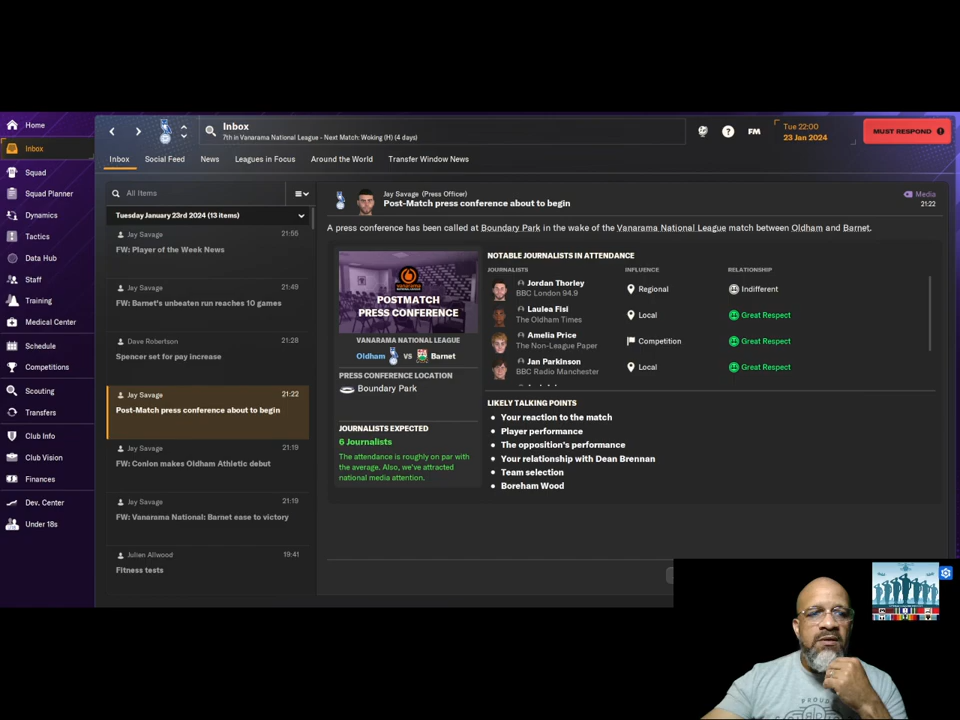 Home
Inbox
Squad
Squad Planner
Dynamics
Tactics
Data Hub
Staff
Training
Medical Center
Schedule
Competitions
Scouting
Transfers
Club Info
Club Vision
Finances
Dev. Center
Under 18s
Inbox
7th in Vanarama National League - Next Match: Woking (H) (4 days)
?
FM
Tue 22:00
23 Jan 2024
MUST RESPOND
Inbox
Social Feed
News
Leagues in Focus
Around the World
Transfer Window News
All Items
Tuesday January 23rd 2024 (13 items)
Jay Savage
21:55
FW: Player of the Week News
Jay Savage
21:49
FW: Barnet's unbeaten run reaches 10 games
Dave Robertson
21:28
Spencer set for pay increase
Jay Savage
21:22
Post-Match press conference about to begin
Jay Savage
21:19
FW: Conlon makes Oldham Athletic debut
Jay Savage
21:19
FW: Vanarama National: Barnet ease to victory
Julien Allwood
19:41
Fitness tests
Jay Savage (Press Officer)
Post-Match press conference about to begin
Media
21:22
A press conference has been called at Boundary Park in the wake of the Vanarama National League match between Oldham and Barnet.
POSTMATCH
PRESS CONFERENCE
VANARAMA NATIONAL LEAGUE
Oldham VS Barnet
PRESS CONFERENCE LOCATION
Boundary Park
JOURNALISTS EXPECTED
6 Journalists
The attendance is roughly on par with
the average. Also, we've attracted
national media attention.
NOTABLE JOURNALISTS IN ATTENDANCE
JOURNALISTS
INFLUENCE
RELATIONSHIP
Jordan Thorley
BBC London 94.9
Regional
Indifferent
Laulea Fisi
The Oldham Times
Local
Great Respect
Amelia Price
The Non-League Paper
Competition
Great Respect
Jan Parkinson
BBC Radio Manchester
Local
Great Respect
LIKELY TALKING POINTS
Your reaction to the match
Player performance
The opposition's performance
Your relationship with Dean Brennan
Team selection
Boreham Wood